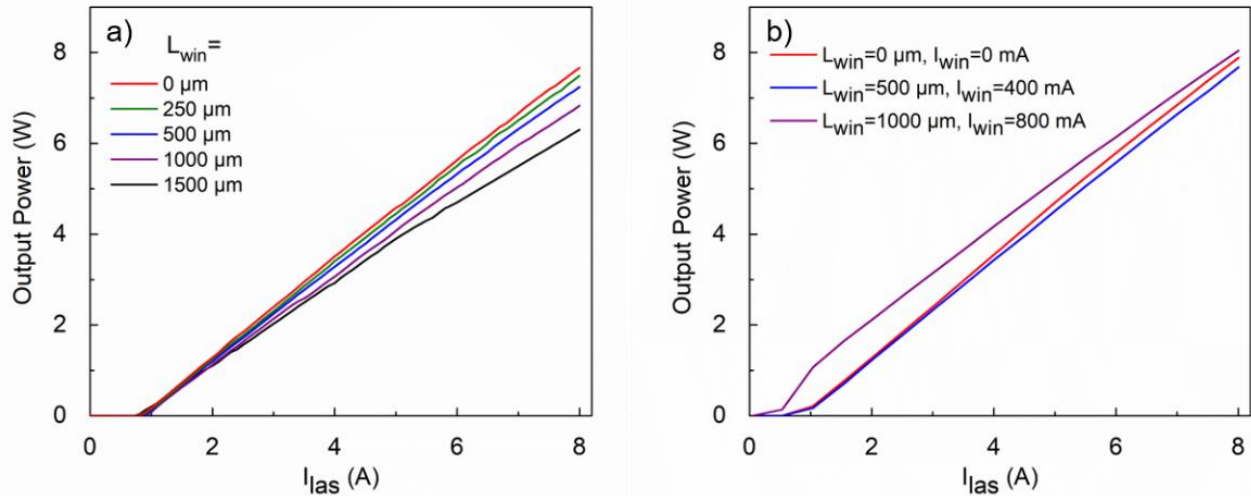 a)
L_win=
0 µm
250 µm
500 µm
1000 µm
1500 µm
8
6
4
2
0
Output Power (W)
0 2 4 6 8
I_las (A)
b)
L_win=0 µm, I_win=0 mA
L_win=500 µm, I_win=400 mA
L_win=1000 µm, I_win=800 mA
8
6
4
2
0
Output Power (W)
0 2 4 6 8
I_las (A)